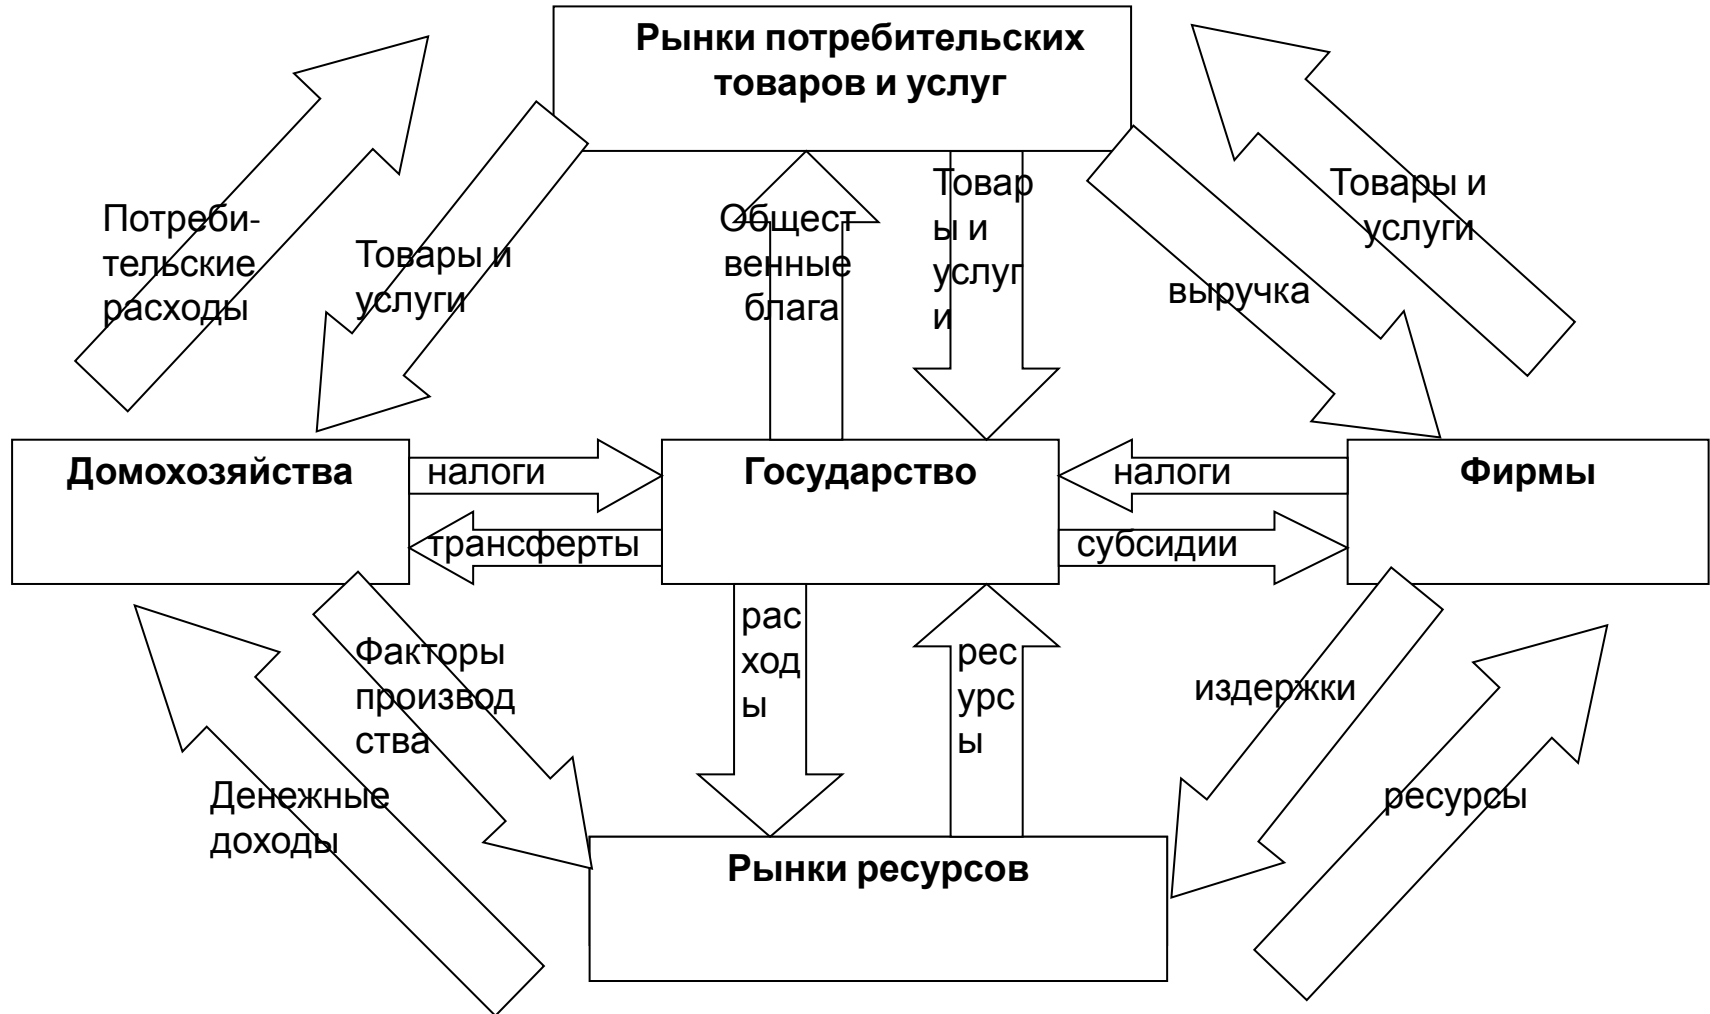 Рынки потребительских
товаров и услуг
Потреби-
тельские
расходы
Товары и
услуги
Общест
венные
блага
Товар
ы и
услуг
и
выручка
Товары и
услуги
Домохозяйства
налоги
Государство
налоги
Фирмы
трансферты
субсидии
Факторы
производ
ства
Денежные
доходы
рас
ход
ы
рес
урс
ы
издержки
ресурсы
Рынки ресурсов